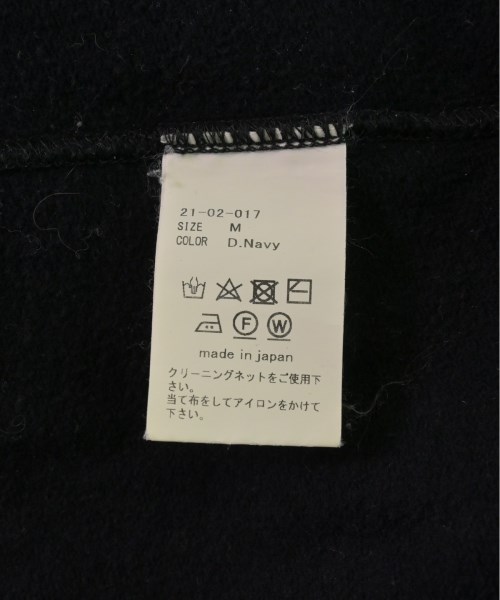 21-02-017
SIZE M
COLOR D.Navy
F W
made in japan
クリーニングネットをご使用下
さい。
当て布をしてアイロンをかけて
下さい。